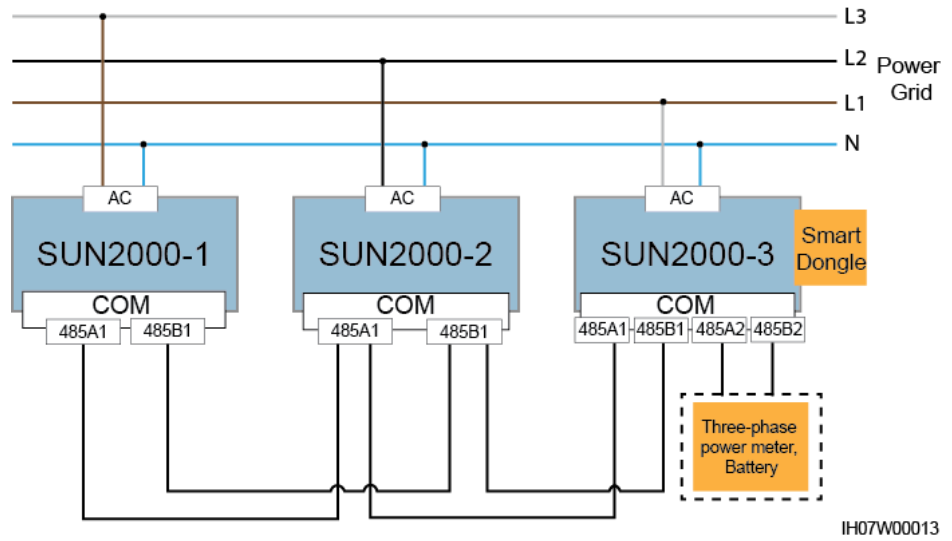 L3
L2
Power
Grid
L1
N
AC
AC
AC
SUN2000-1
SUN2000-2
SUN2000-3
Smart
Dongle
COM
COM
COM
485A1
485B1
485A1
485B1
485A1
485B1
485A2
485B2
Three-phase
power meter,
Battery
IH07W00013